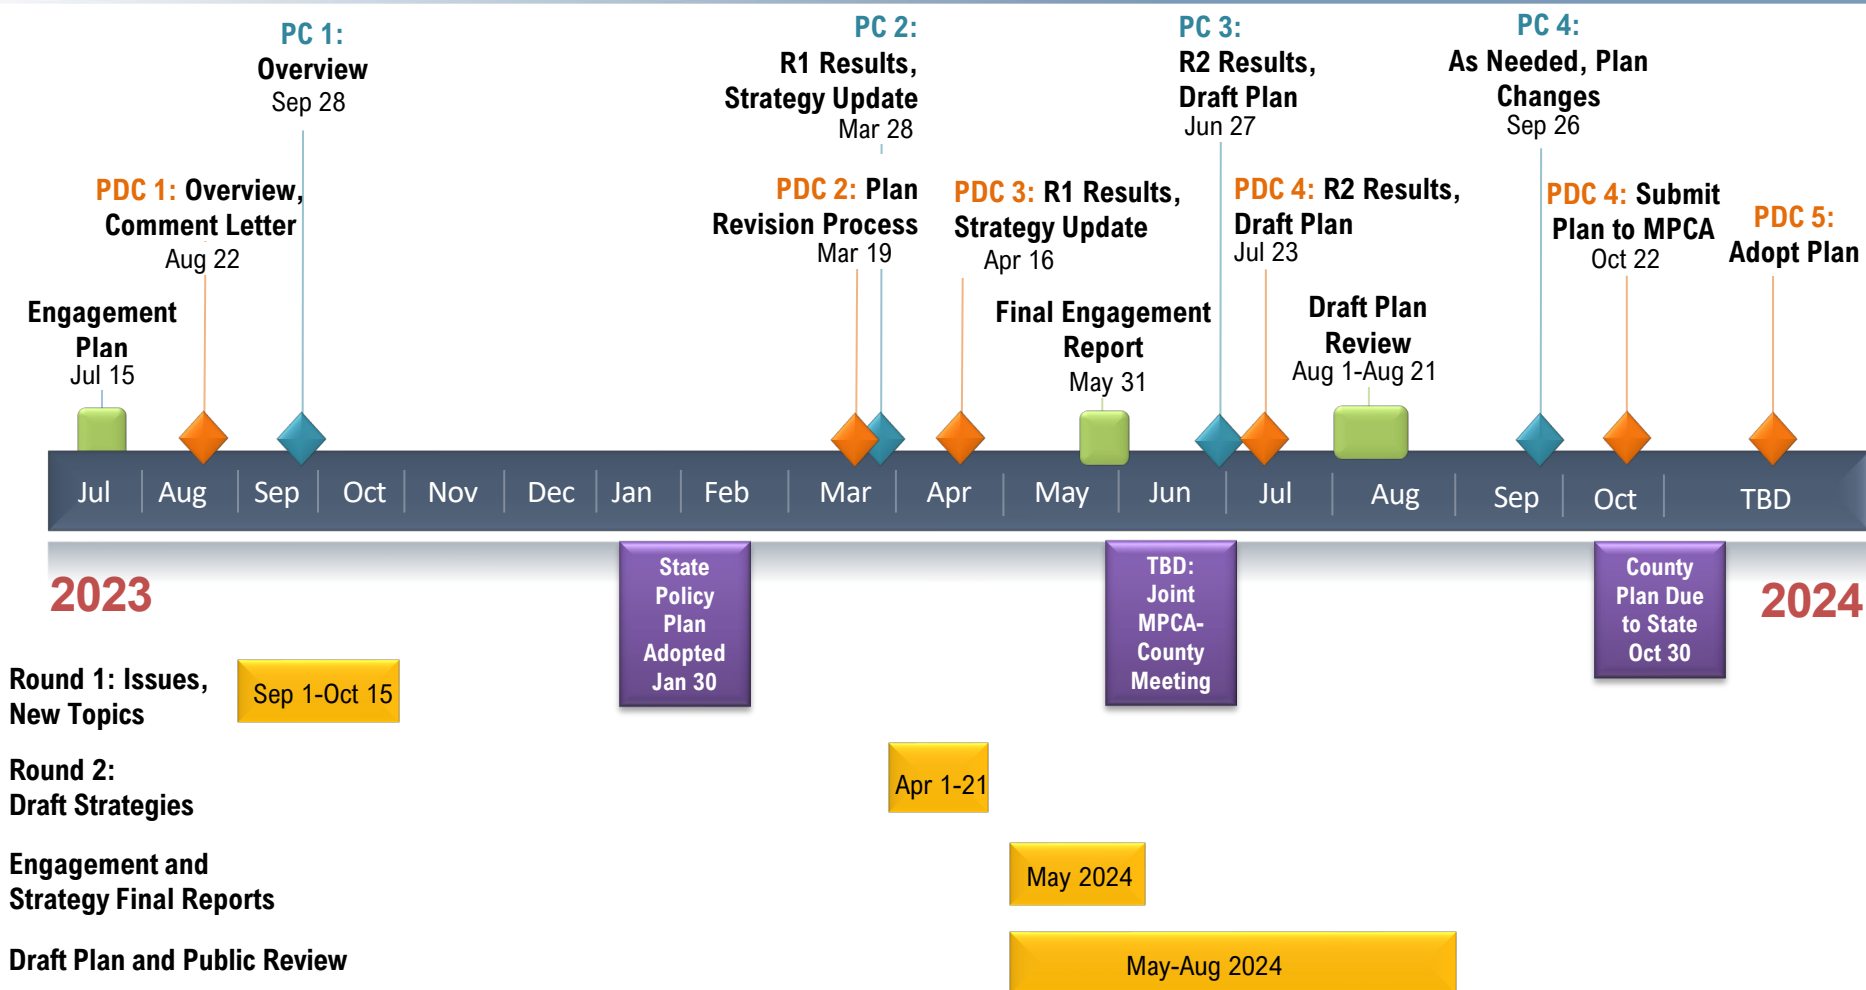 PC 1:
Overview
Sep 28
PC 2:
R1 Results,
Strategy Update
Mar 28
PC 3:
R2 Results,
Draft Plan
Jun 27
PC 4:
As Needed, Plan
Changes
Sep 26
PDC 1: Overview,
Comment Letter
Aug 22
PDC 2: Plan
Revision Process
Mar 19
PDC 3: R1 Results,
Strategy Update
Apr 16
PDC 4: R2 Results,
Draft Plan
Jul 23
PDC 4: Submit
Plan to MPCA
Oct 22
PDC 5:
Adopt Plan
Engagement
Plan
Jul 15
Final Engagement
Report
May 31
Draft Plan
Review
Aug 1-Aug 21
Jul
Aug
Sep
Oct
Nov
Dec
Jan
Feb
Mar
Apr
May
Jun
Jul
Aug
Sep
Oct
TBD
2023
State
Policy
Plan
Adopted
Jan 30
TBD:
Joint
MPCA-
County
Meeting
County
Plan Due
to State
Oct 30
2024
Round 1: Issues,
New Topics
Sep 1-Oct 15
Round 2:
Draft Strategies
Apr 1-21
Engagement and
Strategy Final Reports
May 2024
Draft Plan and Public Review
May-Aug 2024